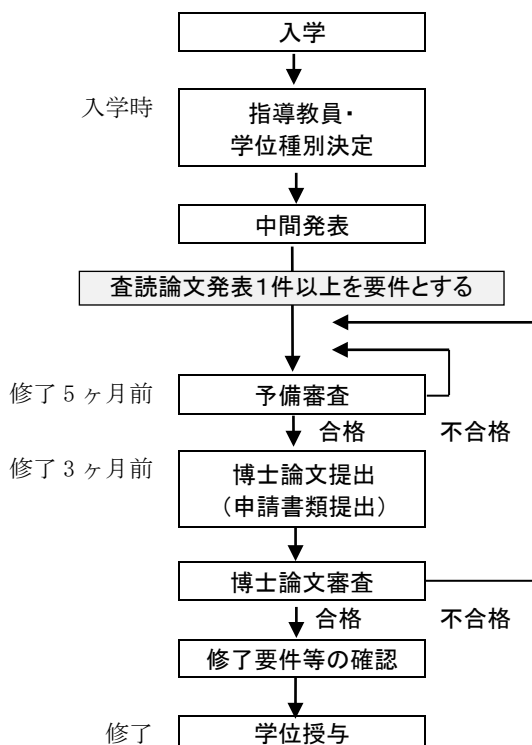 入学
入学時
指導教員・
学位種別決定
中間発表
査読論文発表1件以上を要件とする
修了5ヶ月前
予備審査
合格
不合格
修了3ヶ月前
博士論文提出
（申請書類提出）
博士論文審査
合格
不合格
修了要件等の確認
修了
学位授与